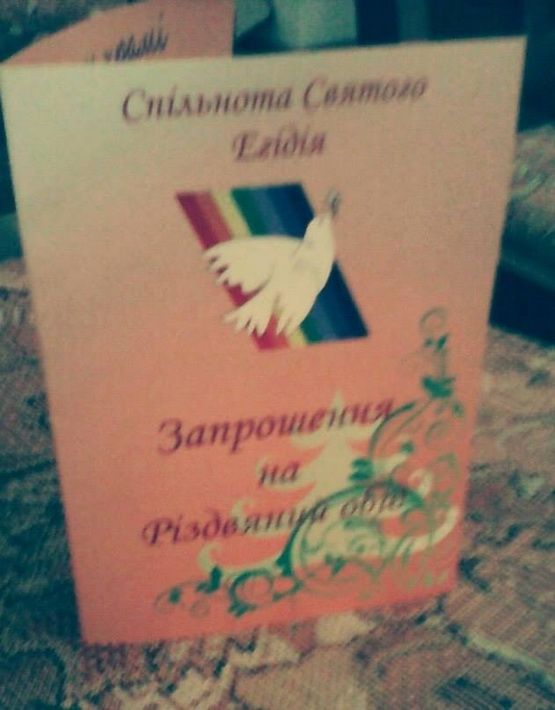 Спільнота Святого
Егідія
Запрошення
на
Різдвяний обід